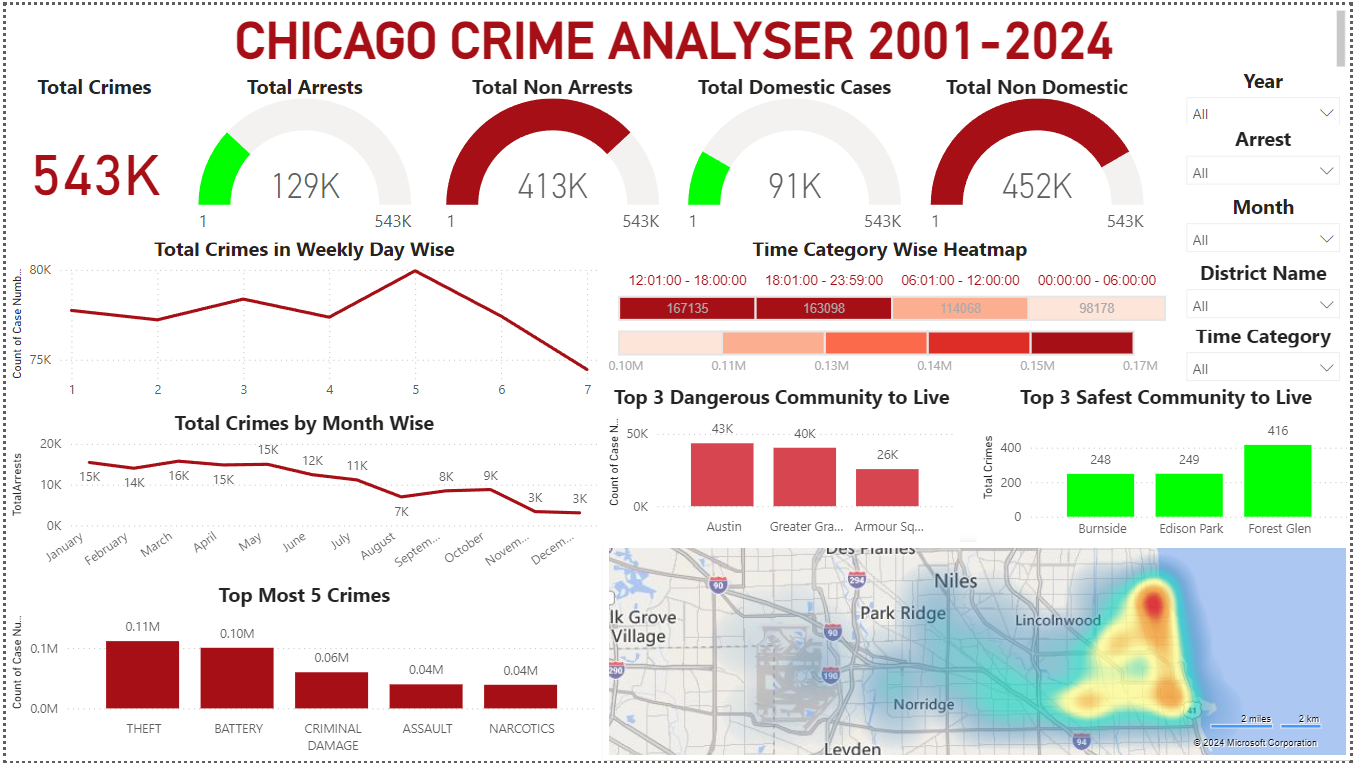 CHICAGO CRIME ANALYSER 2001-2024
Total Crimes
543K
Total Arrests
129K
1
543K
Total Non Arrests
413K
1
543K
Total Domestic Cases
91K
1
543K
Total Non Domestic
452K
1
543K
Year
All
Arrest
All
Month
All
District Name
All
Time Category
All
Total Crimes in Weekly Day Wise
Count of Case Numb...
80K
75K
1 2 3 4 5 6 7
Time Category Wise Heatmap
12:01:00 - 18:00:00 18:01:00 - 23:59:00 06:01:00 - 12:00:00 00:00:00 - 06:00:00
167135 163098 114068 98178
0.10M 0.11M 0.13M 0.14M 0.15M 0.17M
Total Crimes by Month Wise
TotalArrests
20K
10K
0K
15K 14K 16K 15K 15K 12K 11K 7K 8K 9K 3K 3K
January February March April May June July August Septem... October Novem... Decem...
Top 3 Dangerous Community to Live
Count of Case N...
50K
0K
43K 40K 26K
Austin Greater Gra... Armour Sq...
Top 3 Safest Community to Live
Total Crimes
400
200
0
248 249 416
Burnside Edison Park Forest Glen
Top Most 5 Crimes
Count of Case Nu...
0.1M
0.0M
0.11M 0.10M 0.06M 0.04M 0.04M
THEFT BATTERY CRIMINAL DAMAGE ASSAULT NARCOTICS
Des Plaines
90
294
Niles
lk Grove
Village
Park Ridge
Lincolnwood
90
290
190
Norridge
41
2 miles 2 km
94
Leyden
© 2024 Microsoft Corporation